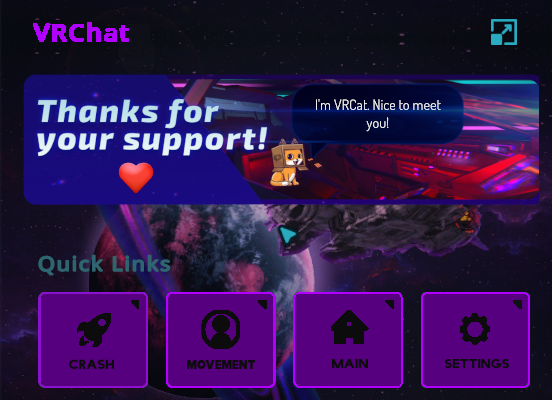 VRChat
Thanks for
your support!
I'm VRCat. Nice to meet
you!
Quick Links
CRASH
MOVEMENT
MAIN
SETTINGS